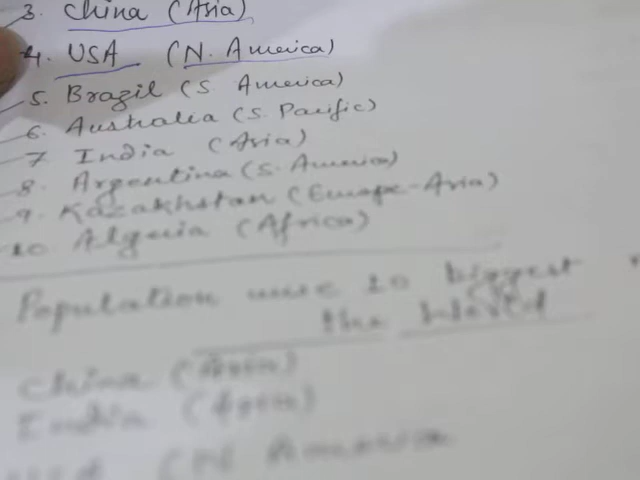 3. China (Asia)
4. USA (N. America)
5. Brazil (S America)
6. Australia (S. Pacific)
7 India (Asia)
8. Argentina (S. America)
9. Kazakhstan (Europe-Asia)
10 Algeria (Africa)
Population wise 10 biggest
the World
China (Asia)
India (Asia)
(N America